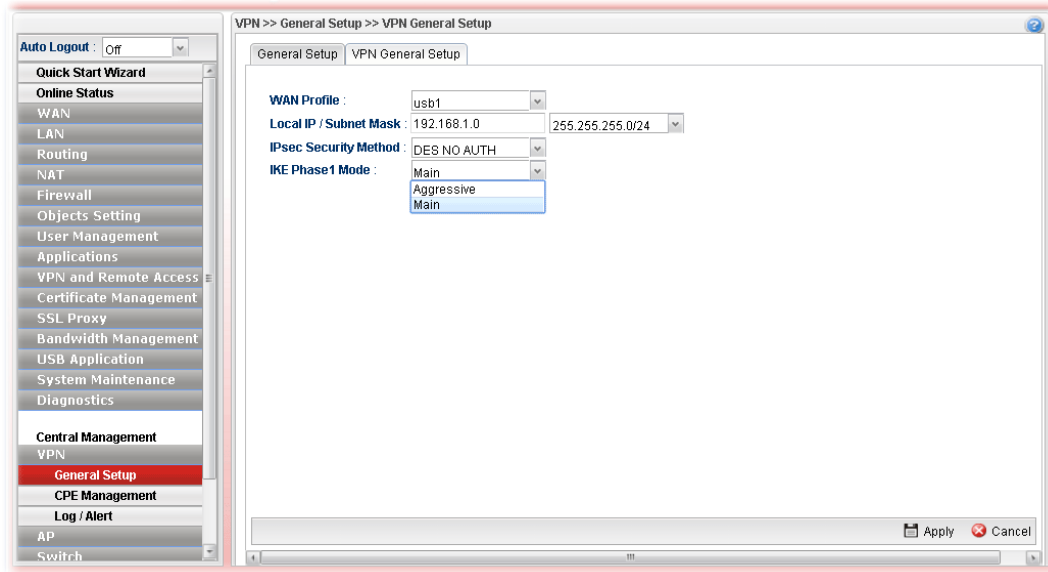 VPN >> General Setup >> VPN General Setup
Auto Logout : Off
Quick Start Wizard
Online Status
WAN
LAN
Routing
NAT
Firewall
Objects Setting
User Management
Applications
VPN and Remote Access
Certificate Management
SSL Proxy
Bandwidth Management
USB Application
System Maintenance
Diagnostics
Central Management
VPN
General Setup
CPE Management
Log / Alert
AP
Switch
General Setup VPN General Setup
WAN Profile : usb1
Local IP / Subnet Mask : 192.168.1.0 255.255.255.0/24
IPsec Security Method : DES NO AUTH
IKE Phase1 Mode : Main
Aggressive
Main
Apply Cancel